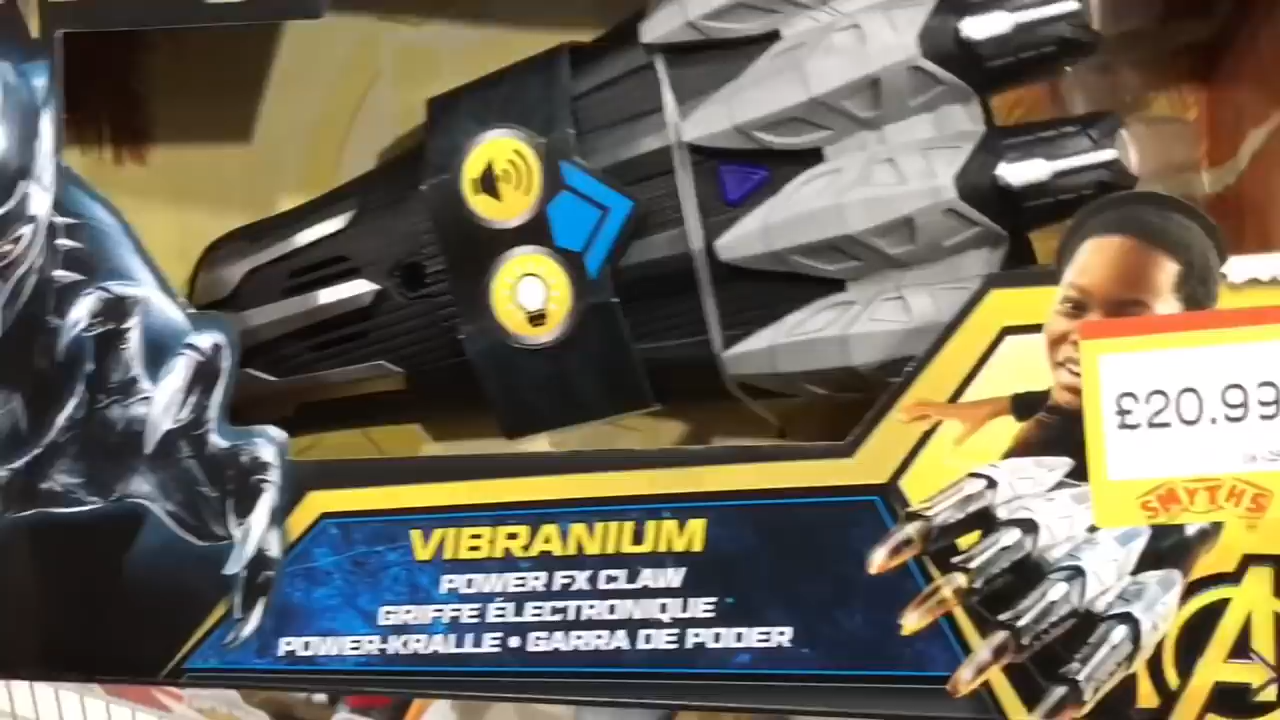 £20.99
SMYTHS
VIBRANIUM
POWER FX CLAW
GRIFFE ÉLECTRONIQUE
POWER-KRALLE • GARRA DE PODER